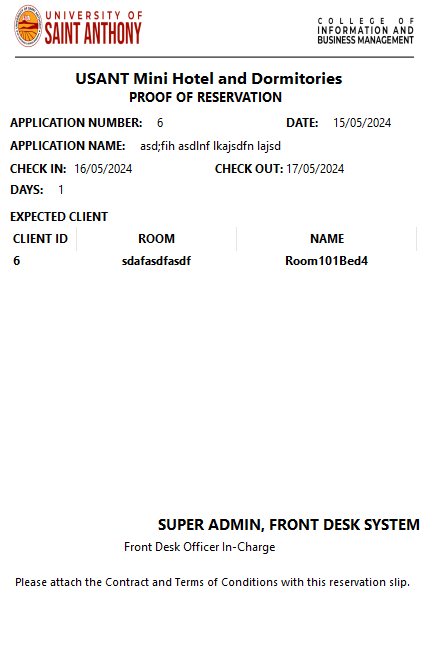 UNIVERSITY OF
SAINT ANTHONY
COLLEGE OF
INFORMATION AND
BUSINESS MANAGEMENT
USANT Mini Hotel and Dormitories
PROOF OF RESERVATION
APPLICATION NUMBER: 6 DATE: 15/05/2024
APPLICATION NAME: asd;fih asdlnf lkajsdfn lajsd
CHECK IN: 16/05/2024 CHECK OUT: 17/05/2024
DAYS: 1
EXPECTED CLIENT
CLIENT ID ROOM NAME
6 sdafasdfasdf Room101Bed4
SUPER ADMIN, FRONT DESK SYSTEM
Front Desk Officer In-Charge
Please attach the Contract and Terms of Conditions with this reservation slip.